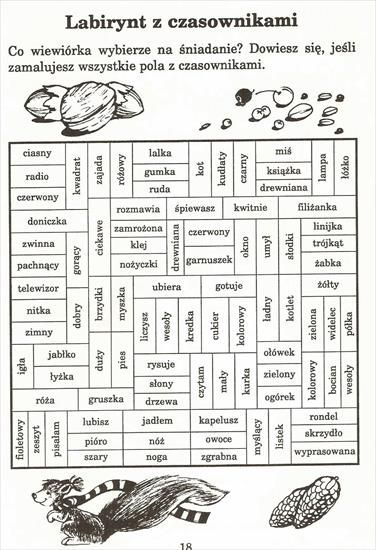 Labirynt z czasownikami
Co wiewiórka wybierze na śniadanie? Dowiesz się, jeśli
zamalujesz wszystkie pola z czasownikami.
ciasny
radio
czerwony
kwadrat
zajada
różowy
lalka
gumka
ruda
kot
kudłaty
czarny
miś
książka
drewniana
lampa
łóżko
doniczka
zwinna
pachnący
gorący
ciekawe
rozmawia
śpiewasz
kwitnie
filiżanka
zamrożona
klej
nożyczki
drewniana
czerwony
garnuszek
okno
umył
słodki
linijka
trójkąt
żabka
telewizor
nitka
zimny
dobry
brzydki
myszka
ubiera
gotuje
żółty
liczysz
wesoły
kredka
cukier
kolorowy
ładny
kotlet
zielona
widelec
półka
igła
jabłko
łyżka
duży
pies
rysuje
słony
drzewa
czytam
mały
kurka
ołówek
zielony
ogórek
kolorowy
bocian
wesoły
róża
gruszka
fioletowy
zeszyt
pisałam
lubisz
pióro
szary
jadłem
nóż
noga
kapelusz
owoce
zgrabna
myślący
listek
rondel
skrzydło
wyprasowana
18